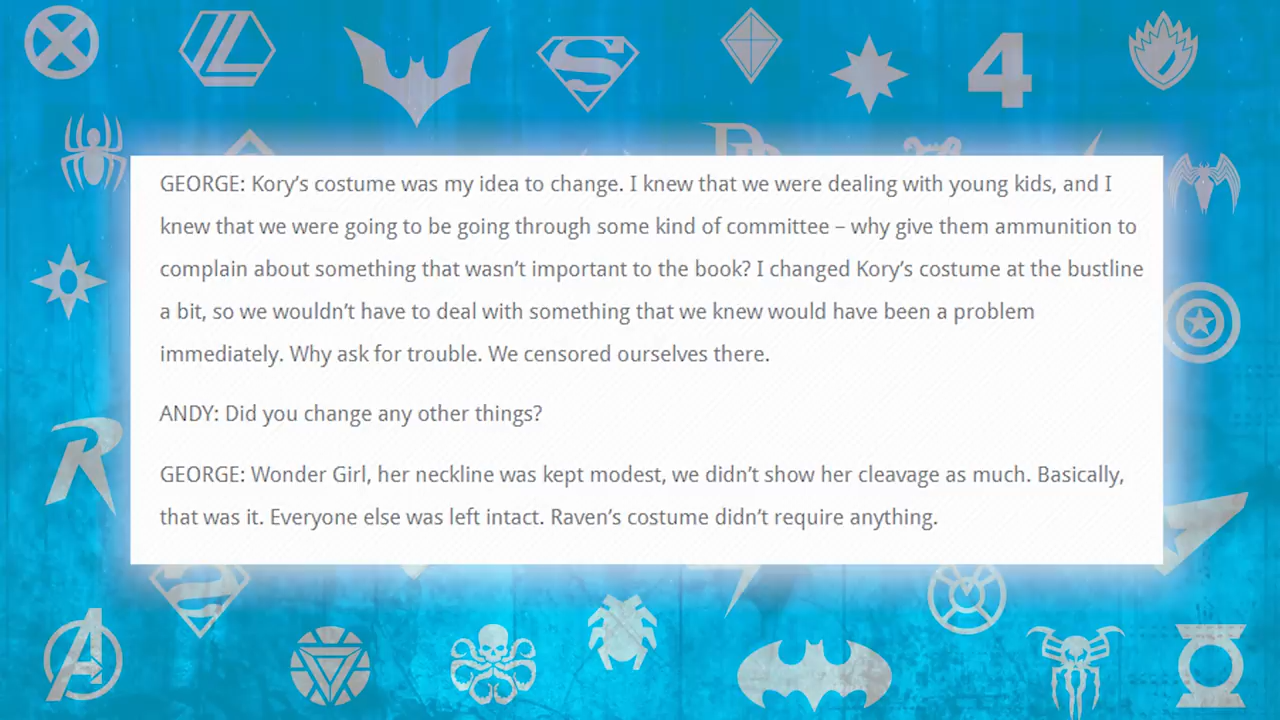 4
GEORGE: Kory’s costume was my idea to change. I knew that we were dealing with young kids, and I
knew that we were going to be going through some kind of committee – why give them ammunition to
complain about something that wasn’t important to the book? I changed Kory’s costume at the bustline
a bit, so we wouldn’t have to deal with something that we knew would have been a problem
immediately. Why ask for trouble. We censored ourselves there.
ANDY: Did you change any other things?
GEORGE: Wonder Girl, her neckline was kept modest, we didn’t show her cleavage as much. Basically,
that was it. Everyone else was left intact. Raven’s costume didn’t require anything.